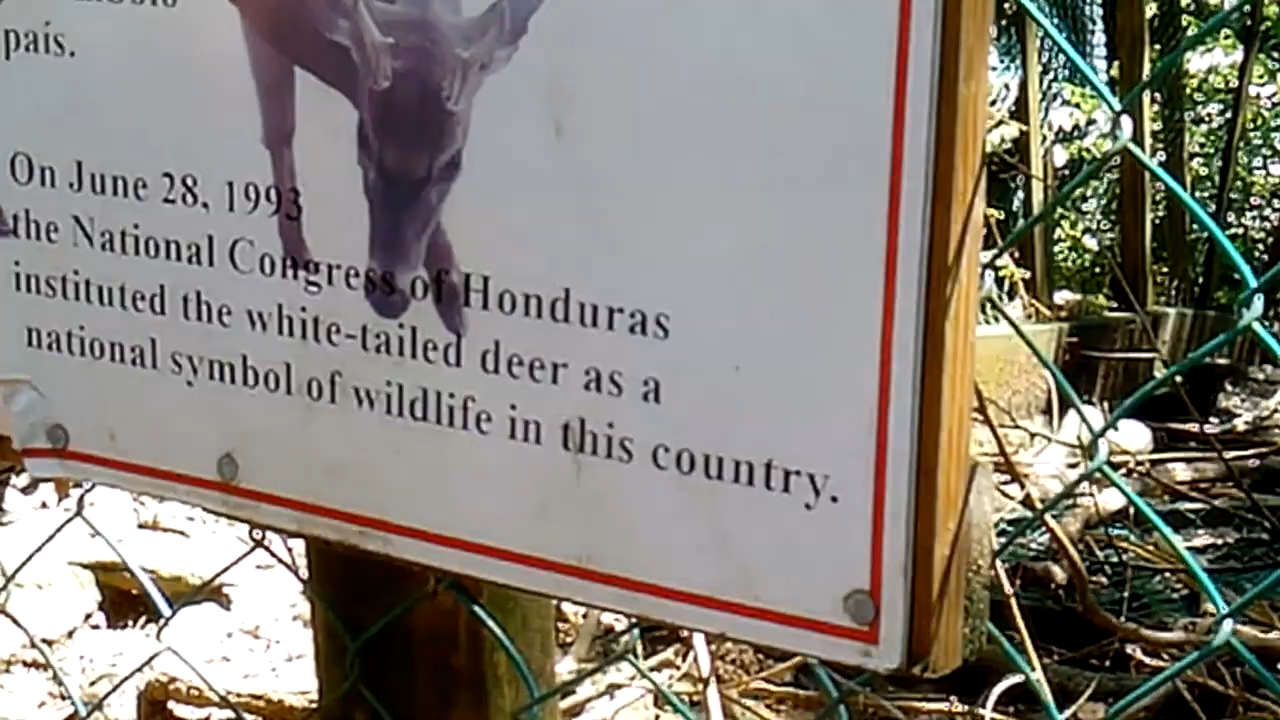 país.
On June 28, 1993
the National Congress of Honduras
instituted the white-tailed deer as a
national symbol of wildlife in this country.